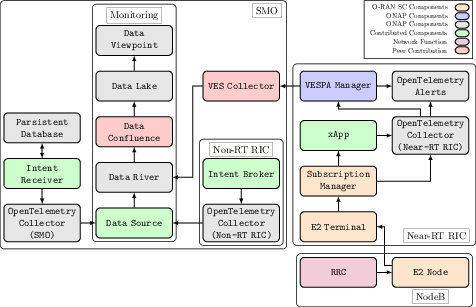 SMO
Monitoring
Data
Viewpoint
Data Lake
Data
Confluence
Data River
Data Source
Parsistent
Database
Intent
Receiver
OpenTelemetry
Collector
(SMO)
VES Collector
Non-RT RIC
Intent Broker
OpenTelemetry
Collector
(Non-RT RIC)
O-RAN SC Components
ONAP Components
ONAP Components
Contributed Components
Network Function
Peer Contribution
VESPA Manager
OpenTelemetry
Alerts
xApp
OpenTelemetry
Collector
(Near-RT RIC)
Subscription
Manager
E2 Terminal
Near-RT RIC
RRC
E2 Node
NodeB